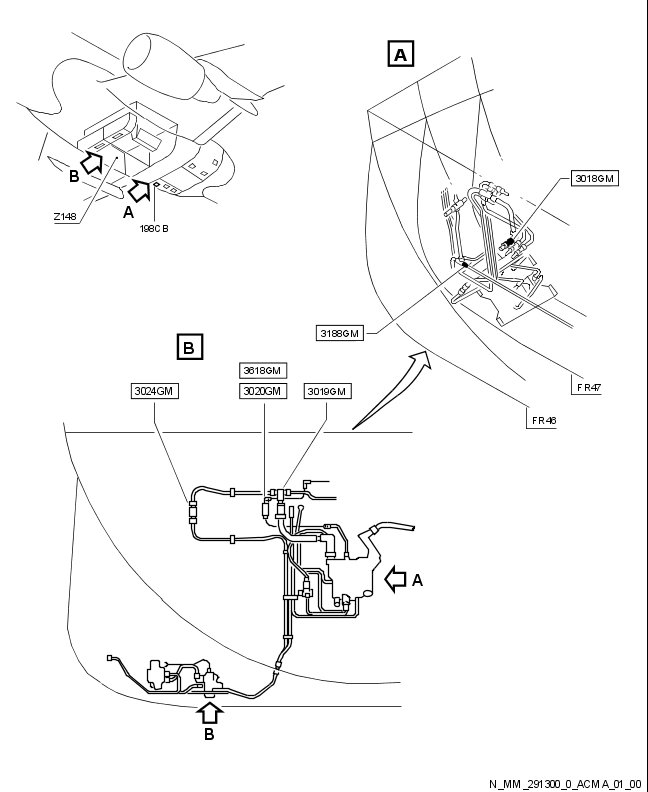 A
3018GM
B
Z148
A
198CB
3188GM
B
3618GM
3024GM
3020GM
3019GM
FR47
FR46
A
B
N_MM_291300_0_ACMA_01_00